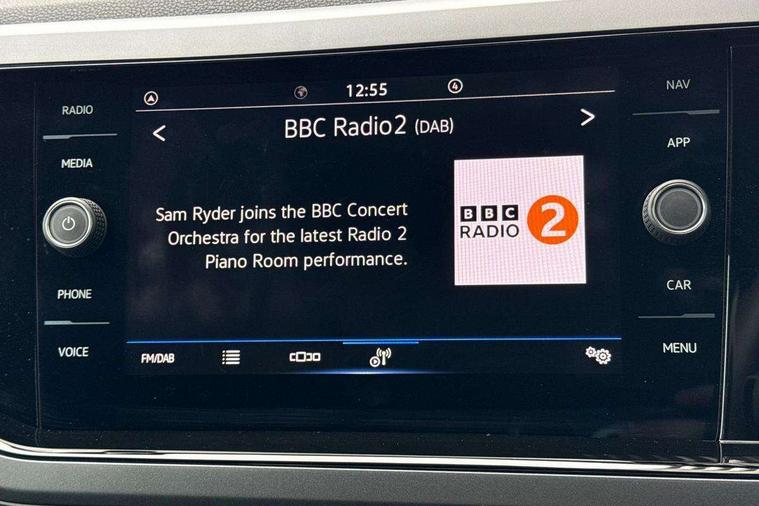 RADIO
MEDIA
PHONE
VOICE
12:55
4
< BBC Radio2 (DAB) >
Sam Ryder joins the BBC Concert
Orchestra for the latest Radio 2
Piano Room performance.
BBC
RADIO
2
FM/DAB
NAV
APP
CAR
MENU